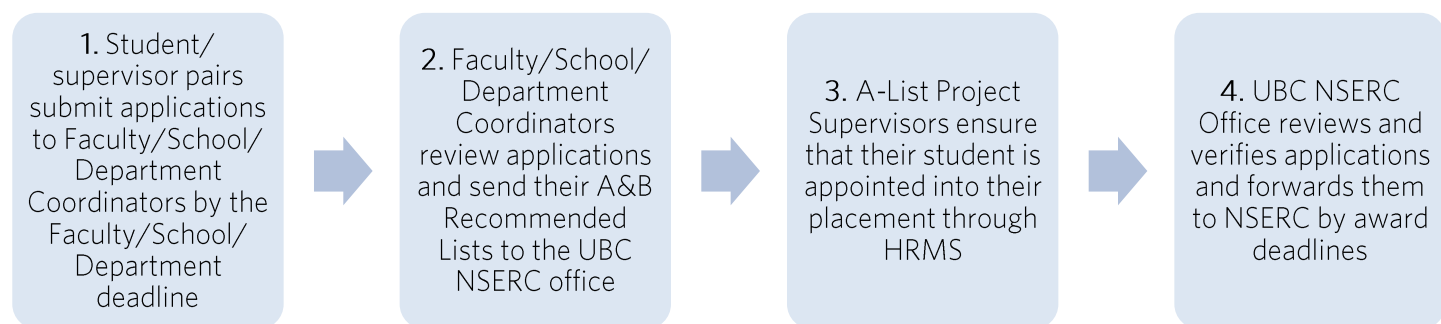 1. Student/
supervisor pairs
submit applications
to Faculty/School/
Department
Coordinators by the
Faculty/School/
Department
deadline
2. Faculty/School/
Department
Coordinators
review applications
and send their A&B
Recommended
Lists to the UBC
NSERC office
3. A-List Project
Supervisors ensure
that their student is
appointed into their
placement through
HRMS
4. UBC NSERC
Office reviews and
verifies applications
and forwards them
to NSERC by award
deadlines